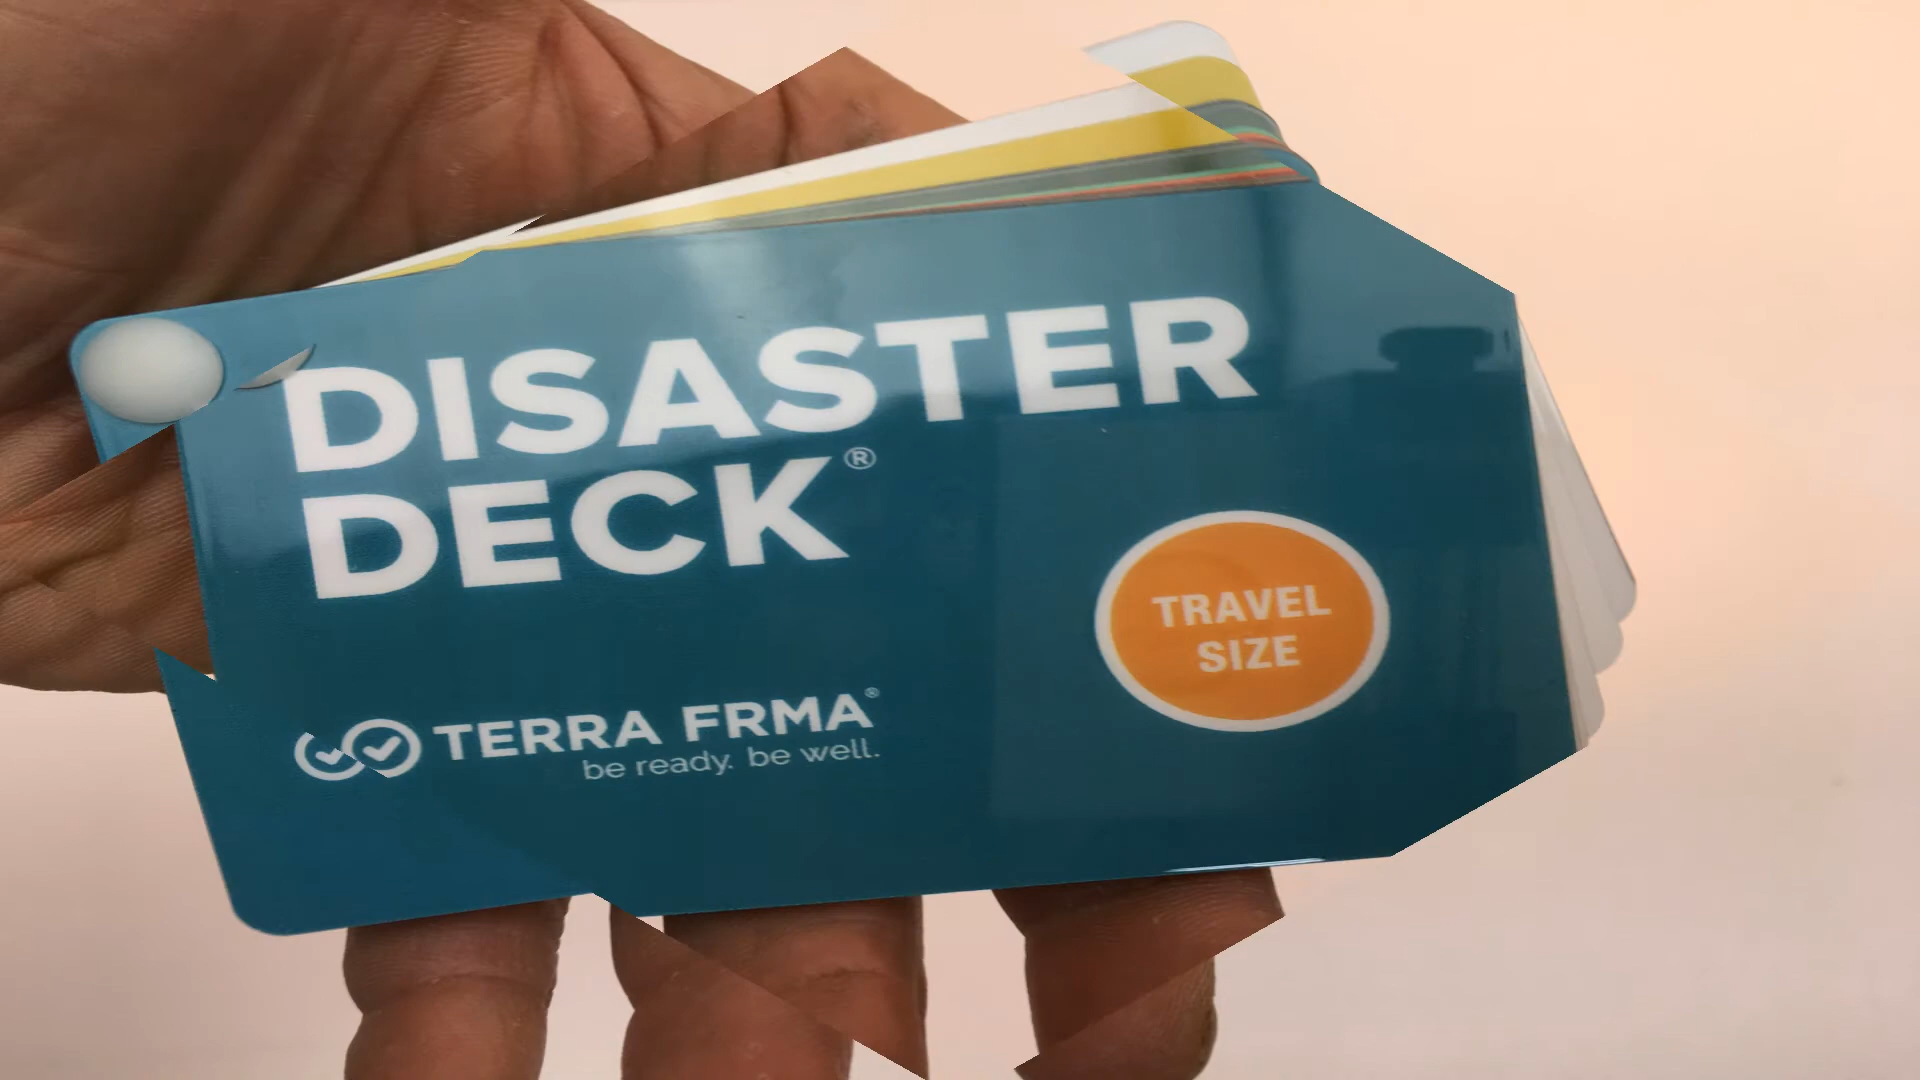 DISASTER
DECK®
TRAVEL
SIZE
TERRA FRMA®
be ready. be well.